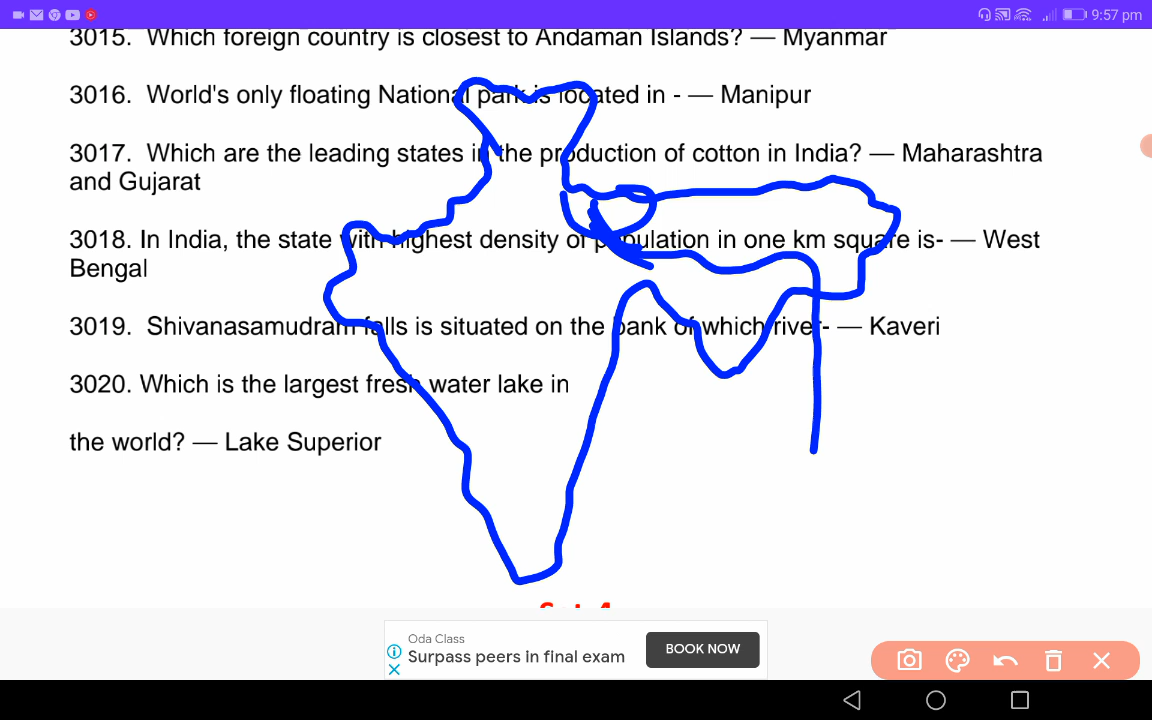 9:57 pm
3015. Which foreign country is closest to Andaman Islands? — Myanmar
3016. World's only floating National park is located in - — Manipur
3017. Which are the leading states in the production of cotton in India? — Maharashtra
and Gujarat
3018. In India, the state with highest density of population in one km square is- — West
Bengal
3019. Shivanasamudram falls is situated on the bank of which river- — Kaveri
3020. Which is the largest fresh water lake in
the world? — Lake Superior
Oda Class
Surpass peers in final exam
BOOK NOW